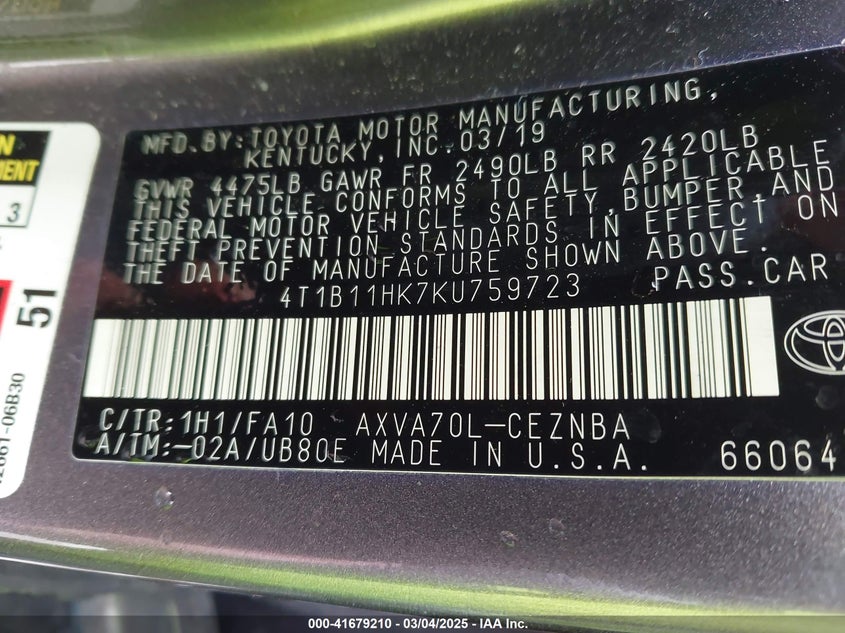 MFD.BY:TOYOTA MOTOR MANUFACTURING,
KENTUCKY,INC.03/19
GVWR 4475LB GAWR FR 2490LB RR 2420LB
THIS VEHICLE CONFORMS TO ALL APPLICABLE
FEDERAL MOTOR VEHICLE SAFETY,BUMPER,AND
THEFT PREVENTION STANDARDS IN EFFECT ON
THE DATE OF MANUFACTURE SHOWN ABOVE.
4T1B11HK7KU759723 PASS.CAR
C/TR:1H1/FA10 AXVA70L-CEZNBA
A/TM:-02A/UB80E MADE IN U.S.A. 66064
3
51
000-41679210 - 03/04/2025 - IAA Inc.